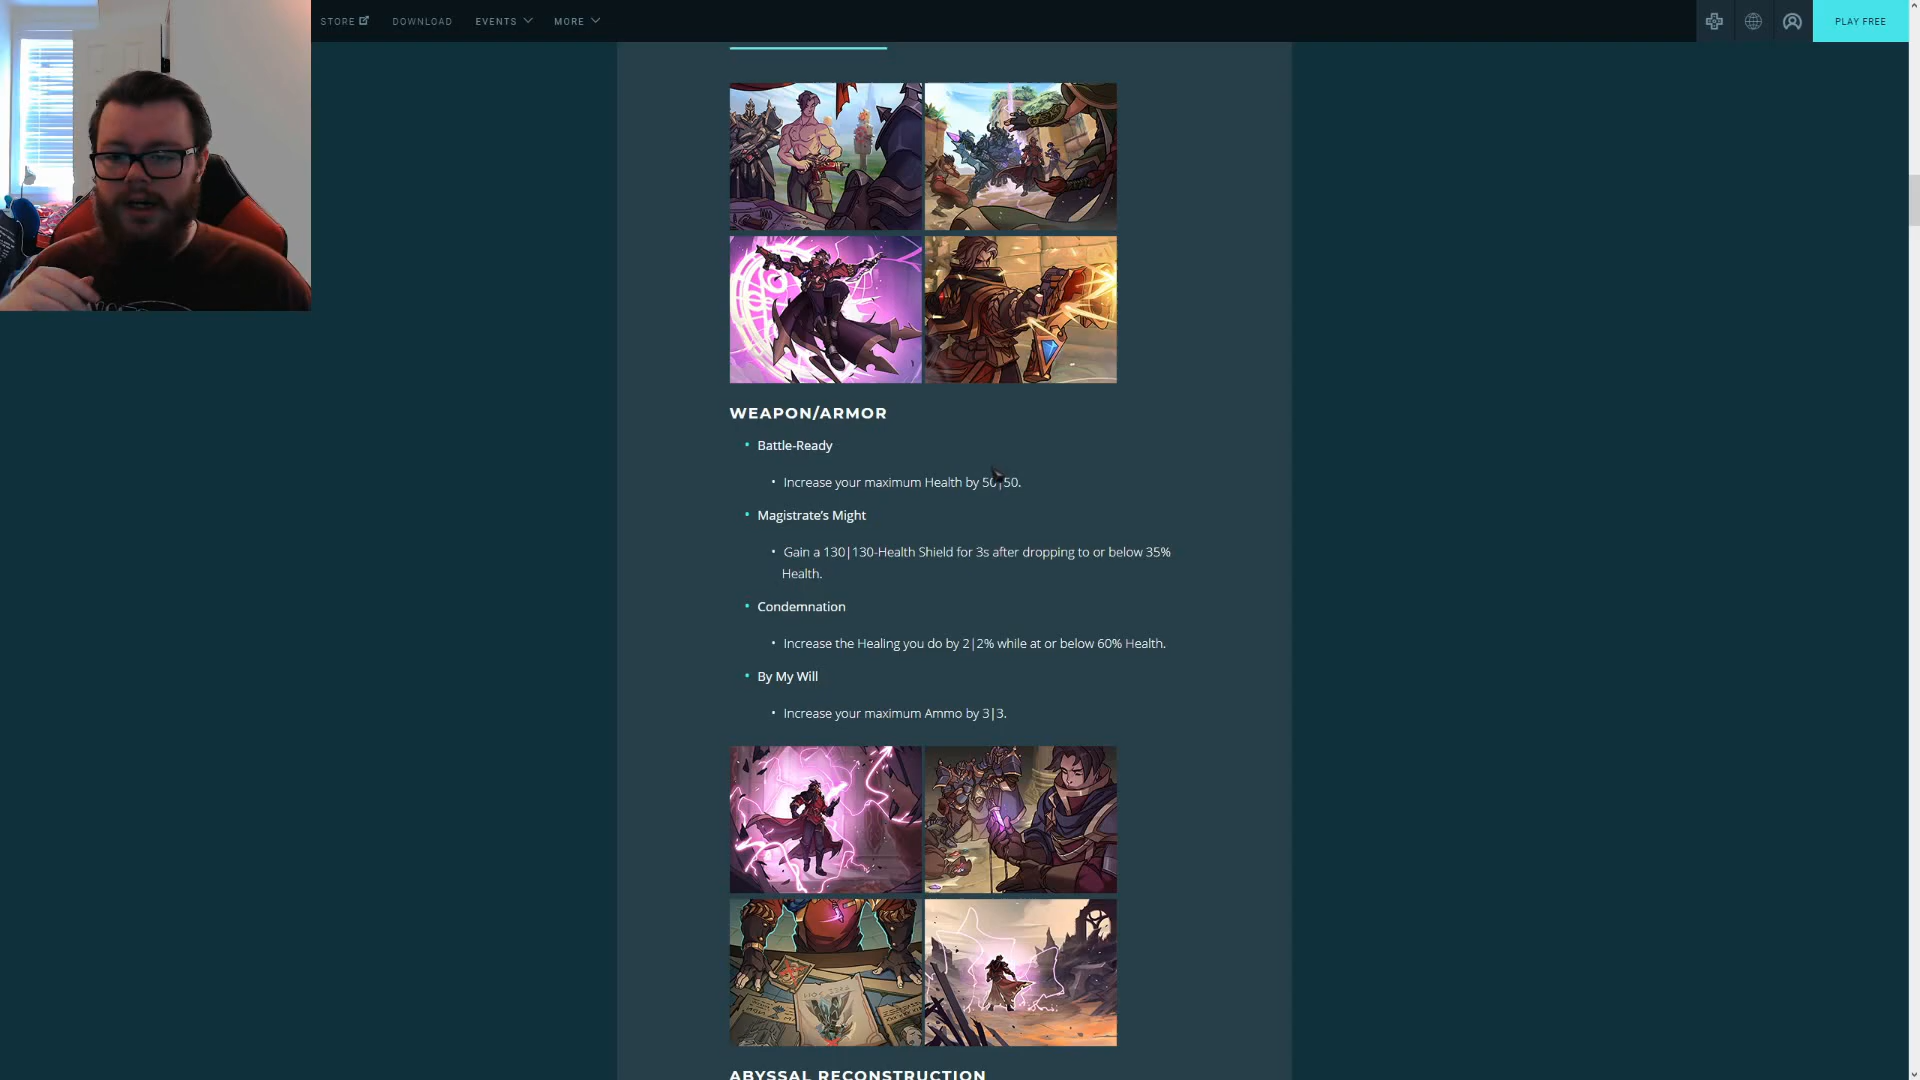 STORE DOWNLOAD EVENTS MORE PLAY FREE
WEAPON/ARMOR
• Battle-Ready
• Increase your maximum Health by 50|50.
• Magistrate's Might
• Gain a 130|130-Health Shield for 3s after dropping to or below 35%
Health.
• Condemnation
• Increase the Healing you do by 2|2% while at or below 60% Health.
• By My Will
• Increase your maximum Ammo by 3|3.
ABYSSAL RECONSTRUCTION